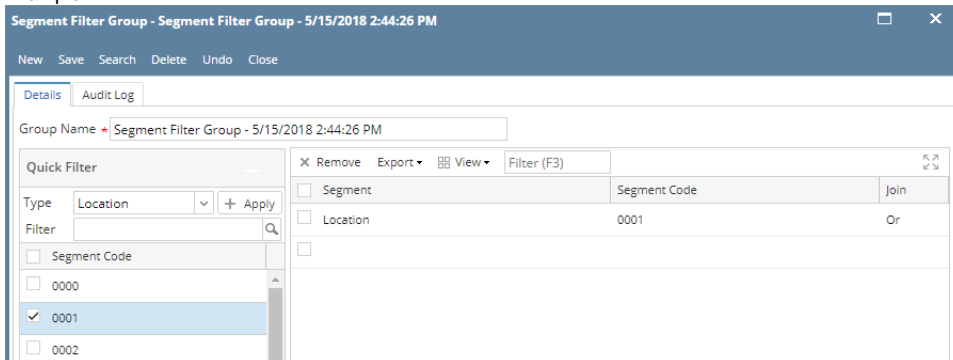 Segment Filter Group - Segment Filter Group - 5/15/2018 2:44:26 PM
New Save Search Delete Undo Close
Details Audit Log
Group Name * Segment Filter Group - 5/15/2018 2:44:26 PM
Quick Filter
Type Location + Apply
Filter
Segment Code
0000
0001
0002
Remove Export View Filter (F3)
Segment Segment Code Join
Location 0001 Or